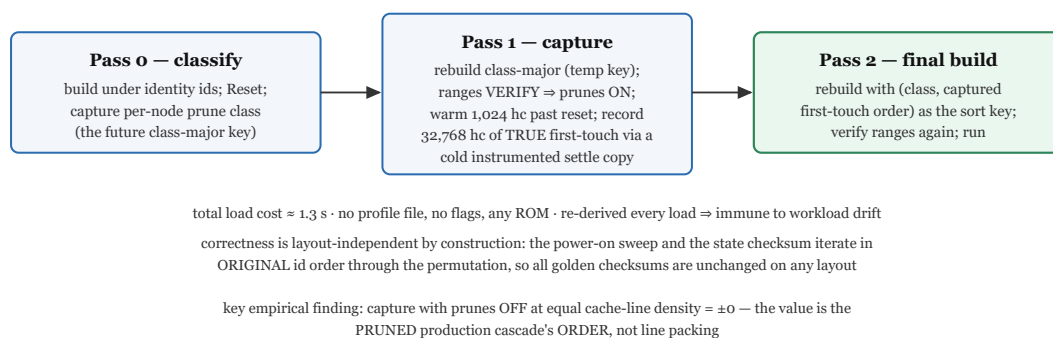 Pass 0 — classify
build under identity ids; Reset;
capture per-node prune class
(the future class-major key)
Pass 1 — capture
rebuild class-major (temp key);
ranges VERIFY ⇒ prunes ON;
warm 1,024 hc past reset; record
32,768 hc of TRUE first-touch via a
cold instrumented settle copy
Pass 2 — final build
rebuild with (class, captured
first-touch order) as the sort key;
verify ranges again; run
total load cost ≈ 1.3 s · no profile file, no flags, any ROM · re-derived every load ⇒ immune to workload drift
correctness is layout-independent by construction: the power-on sweep and the state checksum iterate in
ORIGINAL id order through the permutation, so all golden checksums are unchanged on any layout
key empirical finding: capture with prunes OFF at equal cache-line density = ±0 — the value is the
PRUNED production cascade's ORDER, not line packing